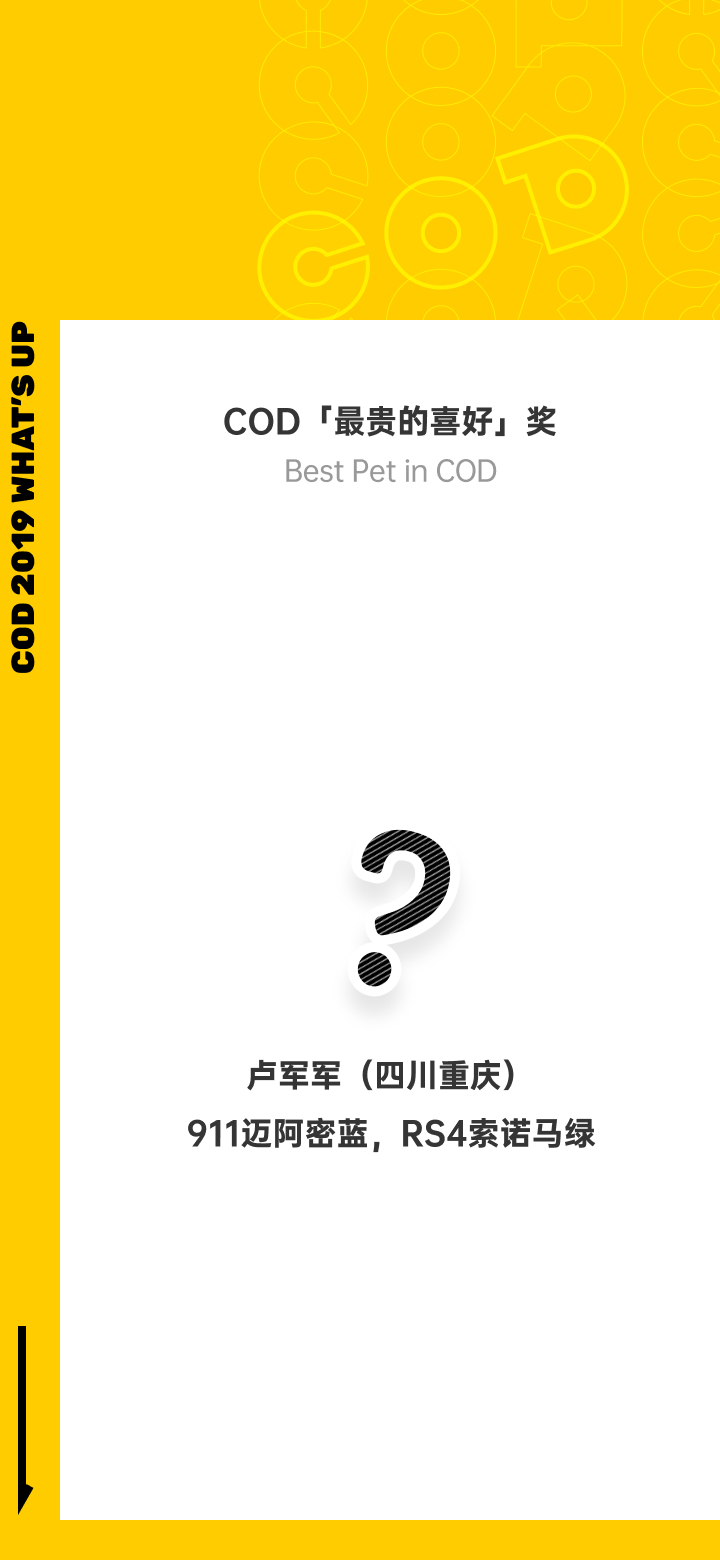 COD
COD 2019 WHAT'S UP
COD「最贵的喜好」奖
Best Pet in COD
?
卢军军（四川重庆）
911迈阿密蓝，RS4索诺马绿